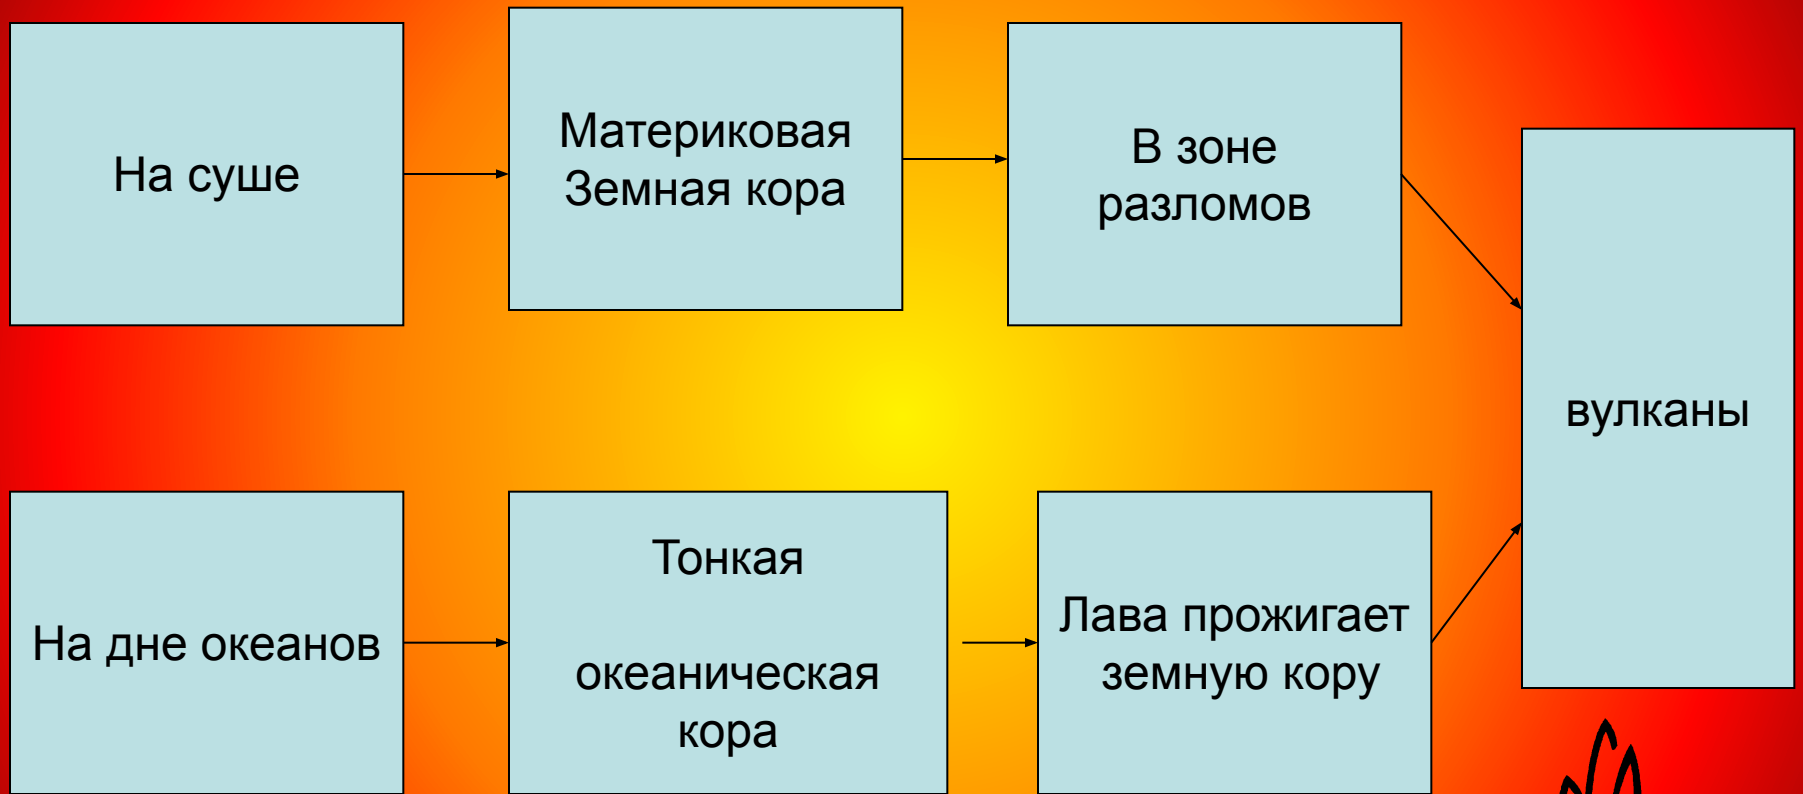 На суше
Материковая
Земная кора
В зоне
разломов
вулканы
На дне океанов
Тонкая
океаническая
кора
Лава прожигает
земную кору